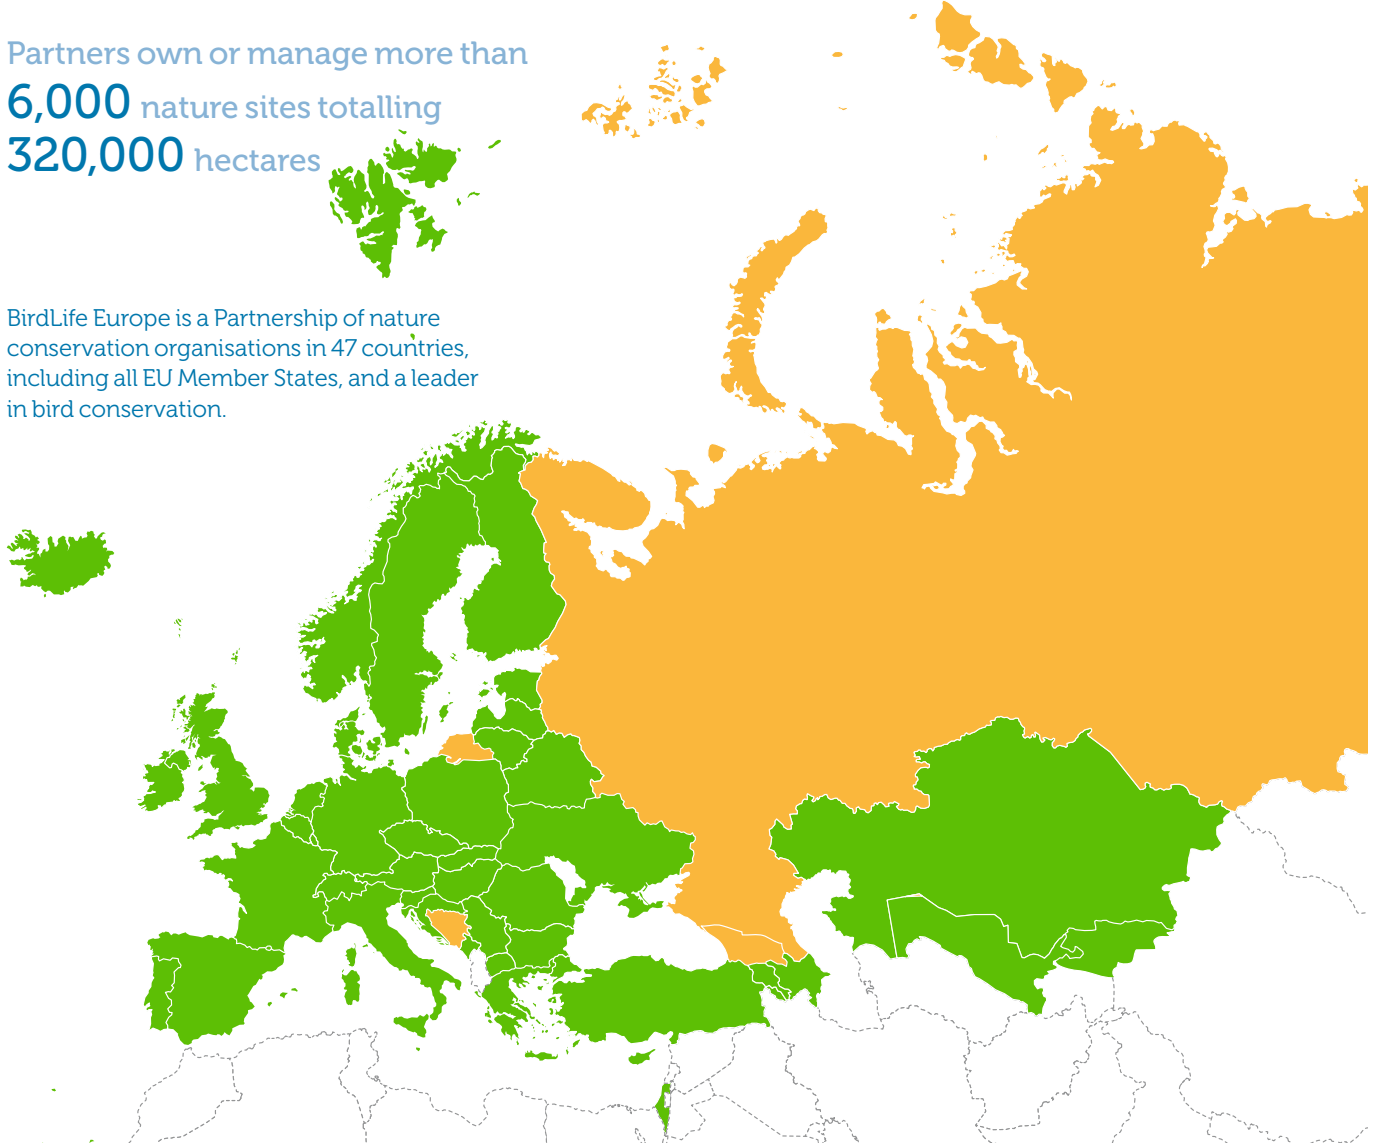 Partners own or manage more than
6,000 nature sites totalling
320,000 hectares
BirdLife Europe is a Partnership of nature
conservation organisations in 47 countries,
including all EU Member States, and a leader
in bird conservation.